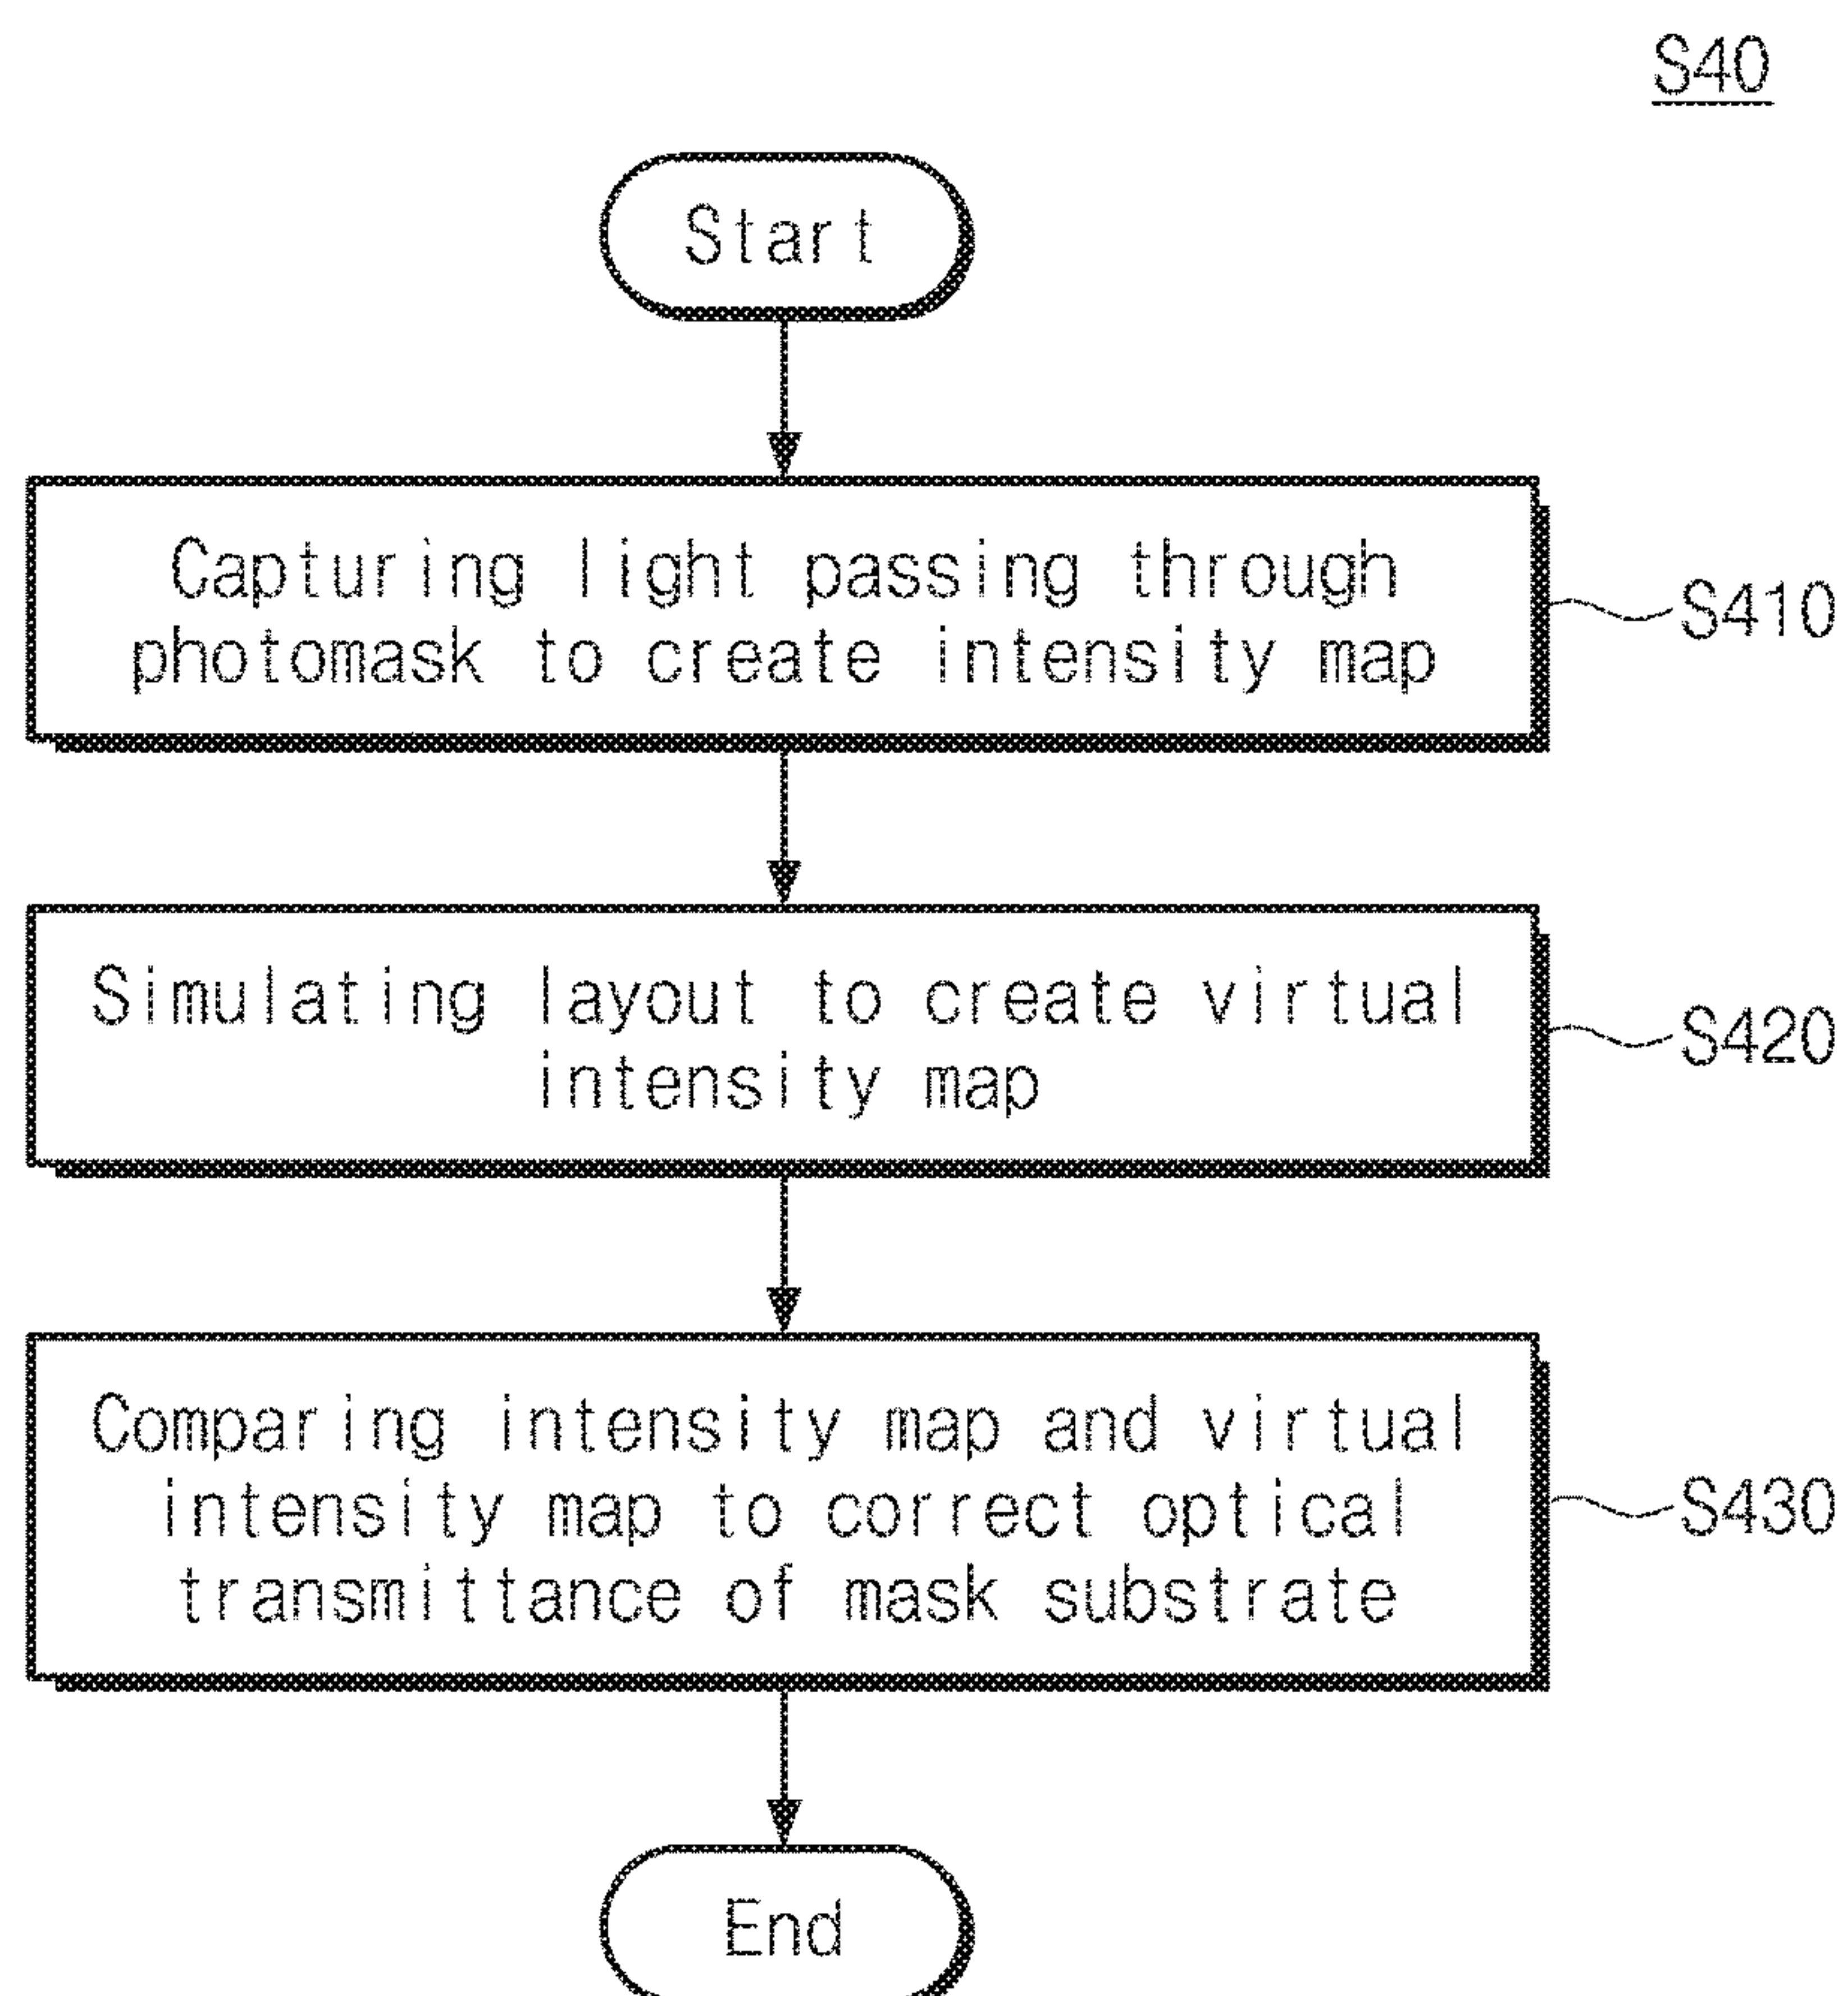 S40
Start
Capturing light passing through
photomask to create intensity map
S410
Simulating layout to create virtual
intensity map
S420
Comparing intensity map and virtual
intensity map to correct optical
transmittance of mask substrate
S430
End